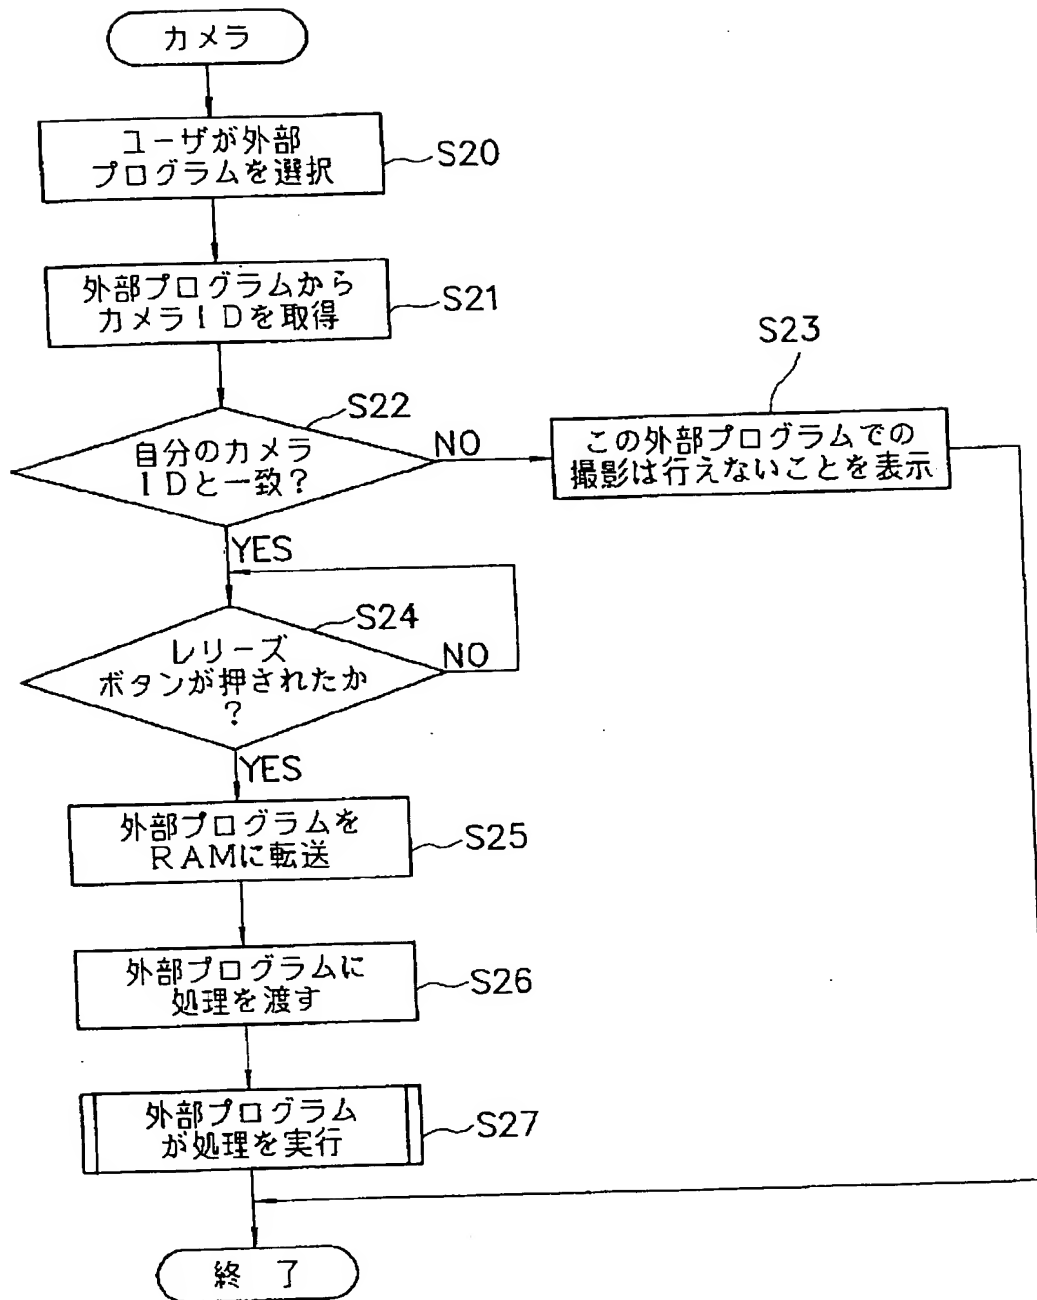 カメラ
ユーザが外部
プログラムを選択
S20
外部プログラムから
カメラＩＤを取得
S21
S22
自分のカメラ
ＩＤと一致？
NO
YES
S23
この外部プログラムでの
撮影は行えないことを表示
S24
レリーズ
ボタンが押されたか
？
NO
YES
外部プログラムを
ＲＡＭに転送
S25
外部プログラムに
処理を渡す
S26
外部プログラム
が処理を実行
S27
終　了